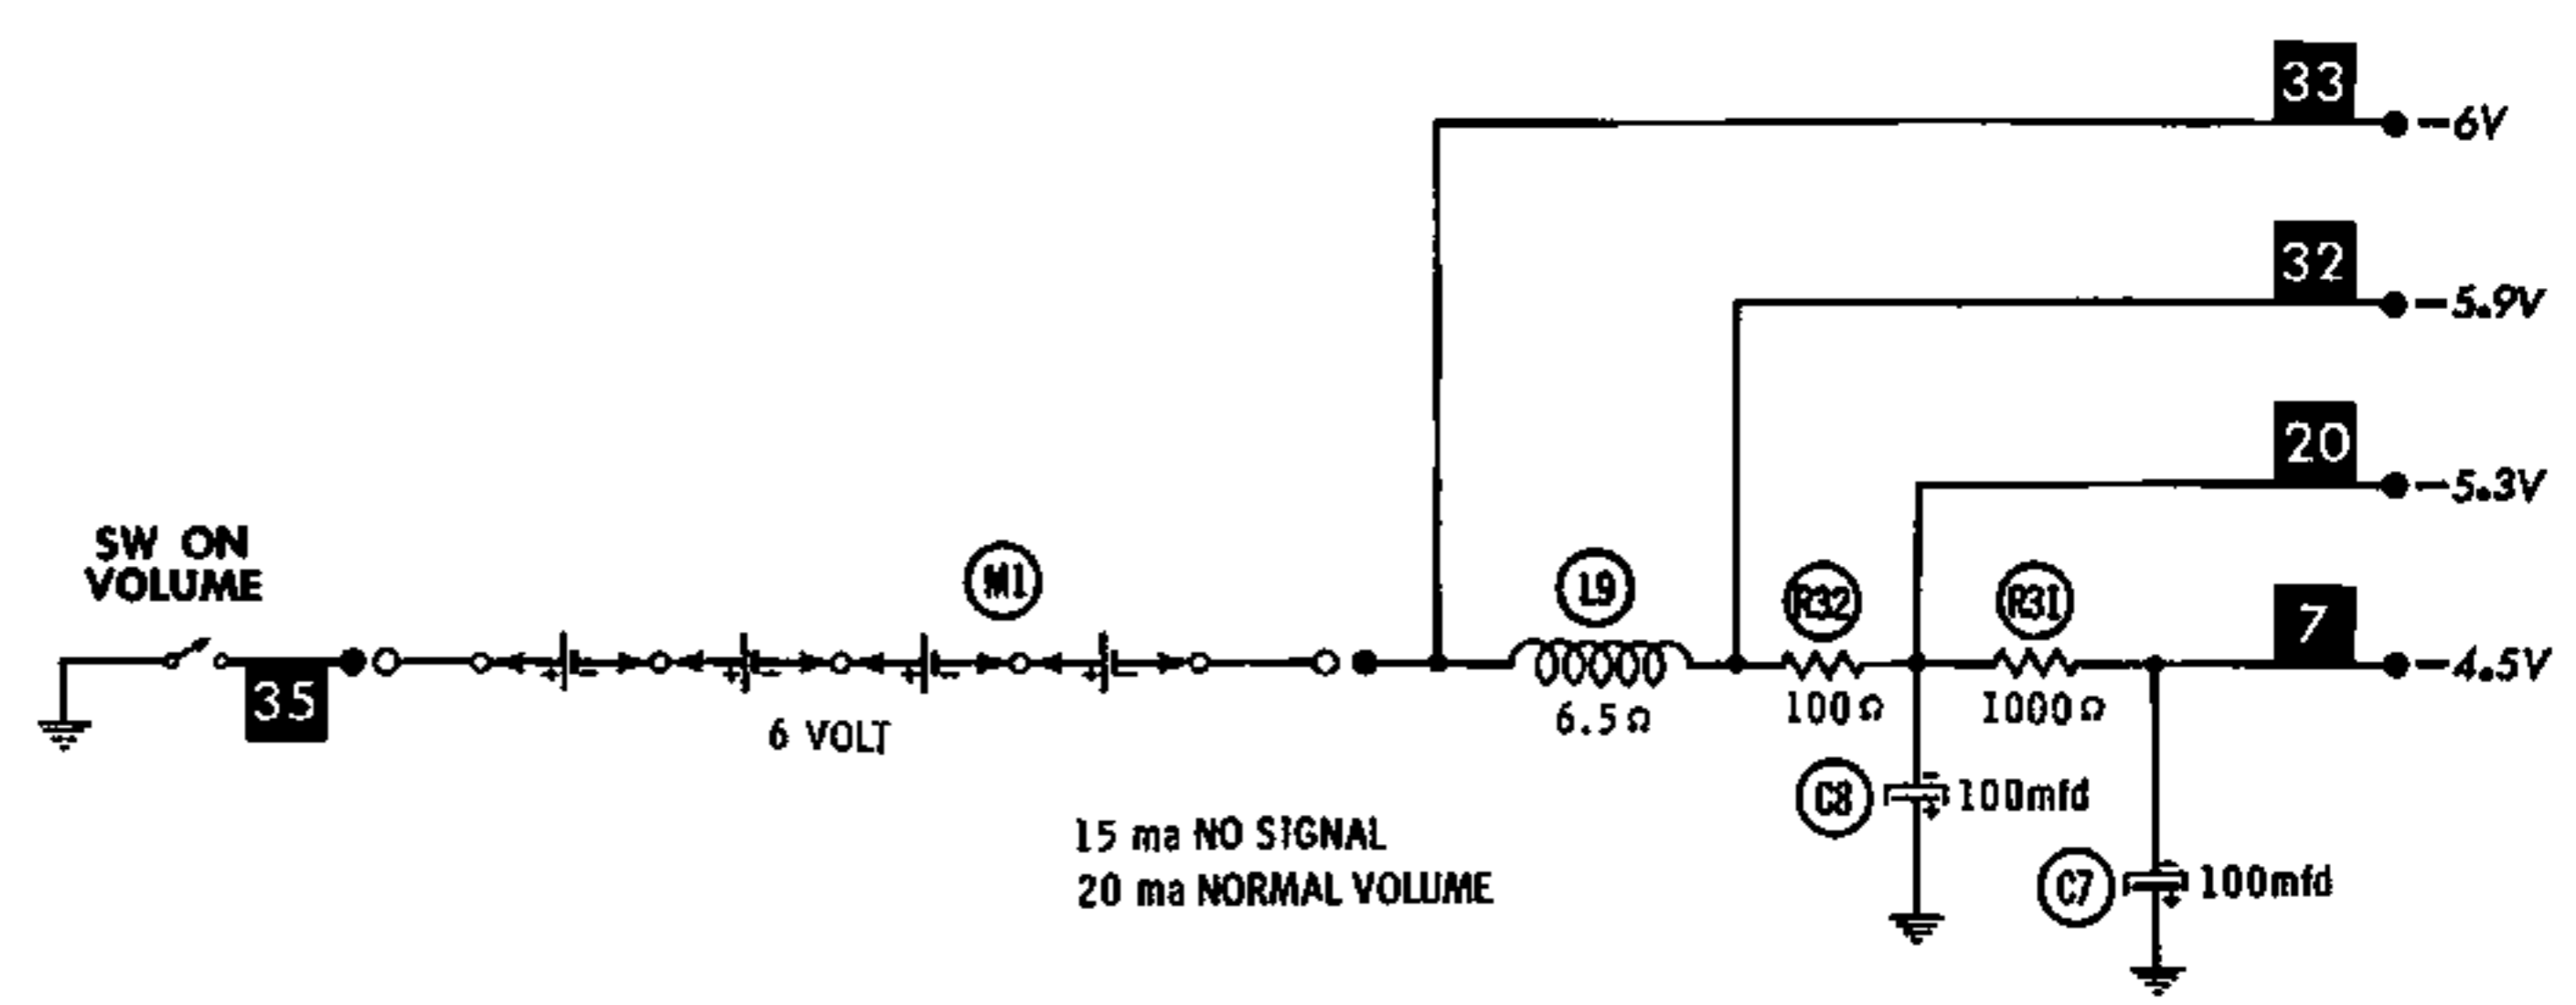 33
−6V
32
−5.9V
20
−5.3V
SW ON
VOLUME
M1
L9
R32
R31
7
−4.5V
35
+ −
+ −
+ −
+ −
6 VOLT
6.5Ω
100Ω
1000Ω
C8
−
+
100mfd
15 ma NO SIGNAL
20 ma NORMAL VOLUME
C7
−
+
100mfd